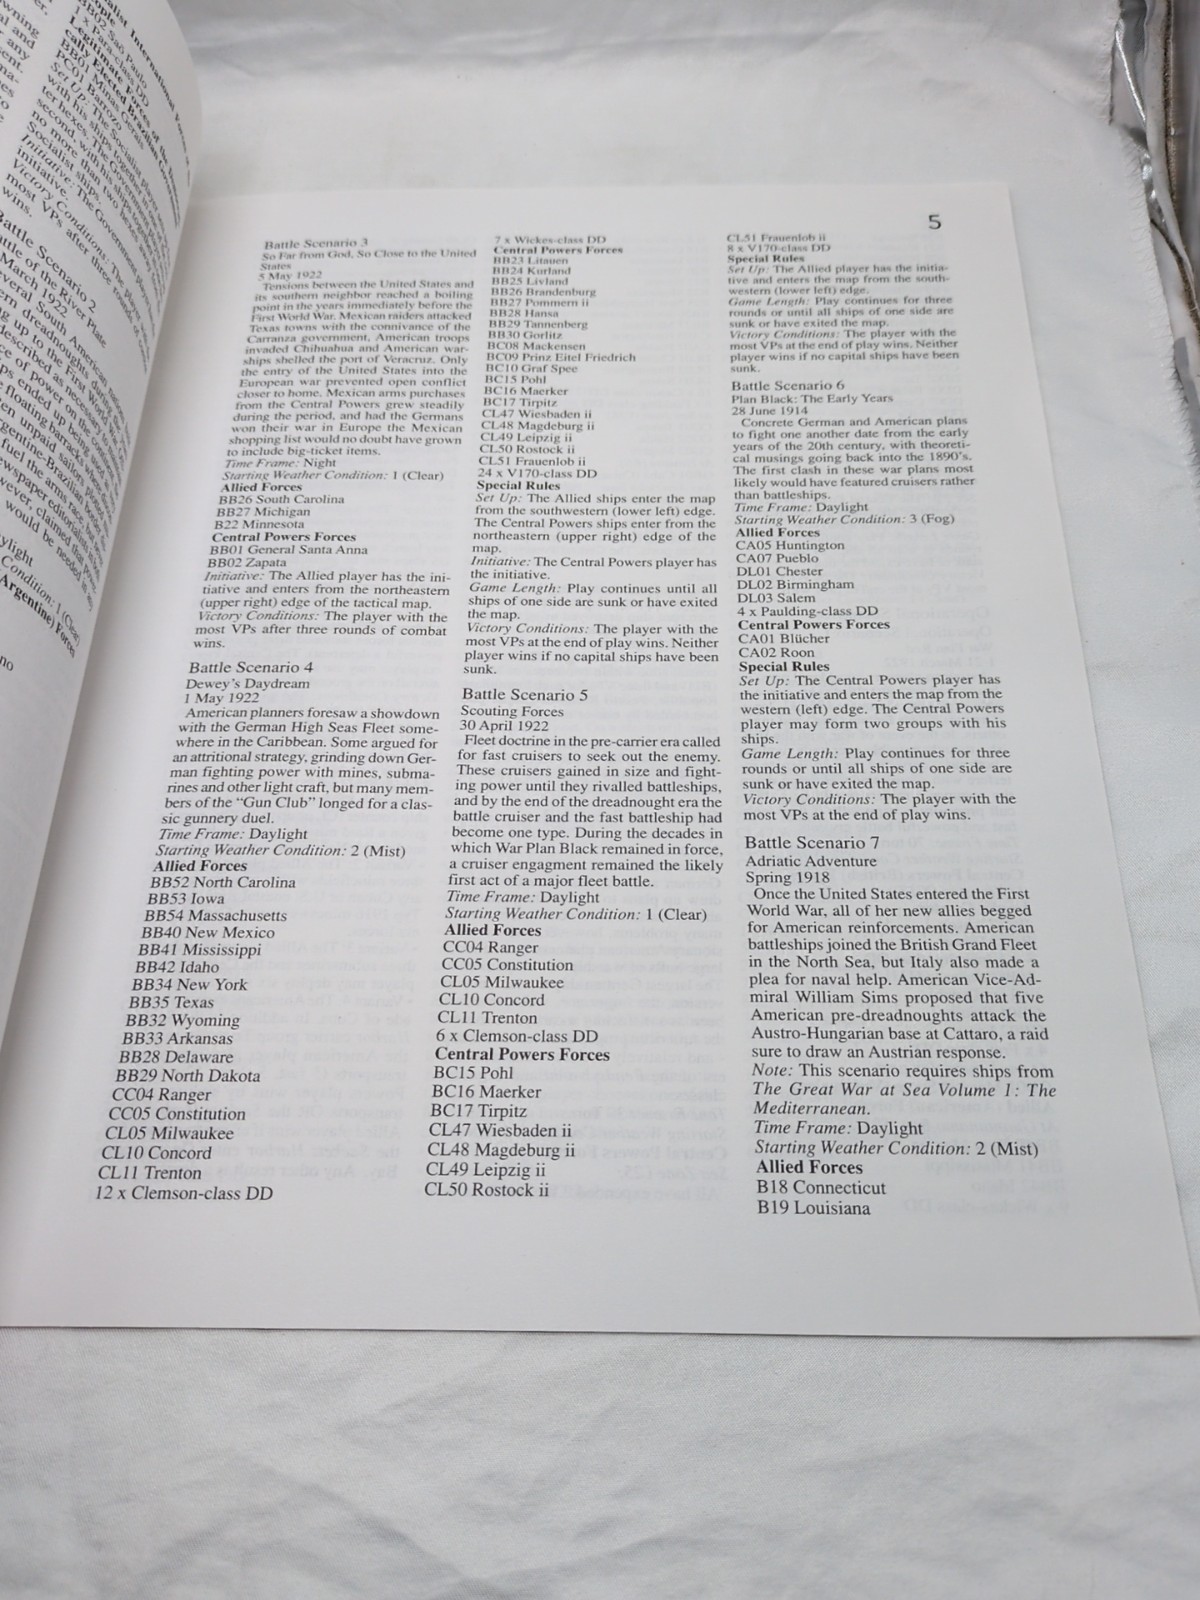 5
Battle Scenario 3
So Far from God, So Close to the United
States
5 May 1922
Tensions between the United States and
its southern neighbor reached a boiling
point in the years immediately before the
First World War. Mexican raiders attacked
Texas towns with the connivance of the
Carranza government, American troops
invaded Chihuahua and American war-
ships shelled the port of Veracruz. Only
the entry of the United States into the
European war prevented open conflict
closer to home. Mexican arms purchases
from the Central Powers grew steadily
during the period, and had the Germans
won their war in Europe the Mexican
shopping list would no doubt have grown
to include big-ticket items.
Time Frame: Night
Starting Weather Condition: 1 (Clear)
Allied Forces
BB26 South Carolina
BB27 Michigan
B22 Minnesota
Central Powers Forces
BB01 General Santa Anna
BB02 Zapata
Initiative: The Allied player has the ini-
tiative and enters from the northeastern
(upper right) edge of the tactical map.
Victory Conditions: The player with the
most VPs after three rounds of combat
wins.
Battle Scenario 4
Dewey's Daydream
1 May 1922
American planners foresaw a showdown
with the German High Seas Fleet some-
where in the Caribbean. Some argued for
an attritional strategy, grinding down Ger-
man fighting power with mines, subma-
rines and other light craft, but many mem-
bers of the "Gun Club" longed for a clas-
sic gunnery duel.
Time Frame: Daylight
Starting Weather Condition: 2 (Mist)
Allied Forces
BB52 North Carolina
BB53 Iowa
BB54 Massachusetts
BB40 New Mexico
BB41 Mississippi
BB42 Idaho
BB34 New York
BB35 Texas
BB32 Wyoming
BB33 Arkansas
BB28 Delaware
BB29 North Dakota
CC04 Ranger
CC05 Constitution
CL05 Milwaukee
CL10 Concord
CL11 Trenton
12 x Clemson-class DD
7 x Wickes-class DD
Central Powers Forces
BB23 Litauen
BB24 Kurland
BB25 Livland
BB26 Brandenburg
BB27 Pommern ii
BB28 Hansa
BB29 Tannenberg
BB30 Gorlitz
BC08 Mackensen
BC09 Prinz Eitel Friedrich
BC10 Graf Spee
BC15 Pohl
BC16 Maerker
BC17 Tirpitz
CL47 Wiesbaden ii
CL48 Magdeburg ii
CL49 Leipzig ii
CL50 Rostock ii
CL51 Frauenlob ii
24 x V170-class DD
Special Rules
Set Up: The Allied ships enter the map
from the southwestern (lower left) edge.
The Central Powers ships enter from the
northeastern (upper right) edge of the
map.
Initiative: The Central Powers player has
the initiative.
Game Length: Play continues until all
ships of one side are sunk or have exited
the map.
Victory Conditions: The player with the
most VPs at the end of play wins. Neither
player wins if no capital ships have been
sunk.
Battle Scenario 5
Scouting Forces
30 April 1922
Fleet doctrine in the pre-carrier era called
for fast cruisers to seek out the enemy.
These cruisers gained in size and fight-
ing power until they rivalled battleships,
and by the end of the dreadnought era the
battle cruiser and the fast battleship had
become one type. During the decades in
which War Plan Black remained in force,
a cruiser engagment remained the likely
first act of a major fleet battle.
Time Frame: Daylight
Starting Weather Condition: 1 (Clear)
Allied Forces
CC04 Ranger
CC05 Constitution
CL05 Milwaukee
CL10 Concord
CL11 Trenton
6 x Clemson-class DD
Central Powers Forces
BC15 Pohl
BC16 Maerker
BC17 Tirpitz
CL47 Wiesbaden ii
CL48 Magdeburg ii
CL49 Leipzig ii
CL50 Rostock ii
CL51 Frauenlob ii
8 x V170-class DD
Special Rules
Set Up: The Allied player has the initia-
tive and enters the map from the south-
western (lower left) edge.
Game Length: Play continues for three
rounds or until all ships of one side are
sunk or have exited the map.
Victory Conditions: The player with the
most VPs at the end of play wins. Neither
player wins if no capital ships have been
sunk.
Battle Scenario 6
Plan Black: The Early Years
28 June 1914
Concrete German and American plans
to fight one another date from the early
years of the 20th century, with theoreti-
cal musings going back into the 1890's.
The first clash in these war plans most
likely would have featured cruisers rather
than battleships.
Time Frame: Daylight
Starting Weather Condition: 3 (Fog)
Allied Forces
CA05 Huntington
CA07 Pueblo
DL01 Chester
DL02 Birmingham
DL03 Salem
4 x Paulding-class DD
Central Powers Forces
CA01 Blücher
CA02 Roon
Special Rules
Set Up: The Central Powers player has
the initiative and enters the map from the
western (left) edge. The Central Powers
player may form two groups with his
ships.
Game Length: Play continues for three
rounds or until all ships of one side are
sunk or have exited the map.
Victory Conditions: The player with the
most VPs at the end of play wins.
Battle Scenario 7
Adriatic Adventure
Spring 1918
Once the United States entered the First
World War, all of her new allies begged
for American reinforcements. American
battleships joined the British Grand Fleet
in the North Sea, but Italy also made a
plea for naval help. American Vice-Ad-
miral William Sims proposed that five
American pre-dreadnoughts attack the
Austro-Hungarian base at Cattaro, a raid
sure to draw an Austrian response.
Note: This scenario requires ships from
The Great War at Sea Volume 1: The
Mediterranean.
Time Frame: Daylight
Starting Weather Condition: 2 (Mist)
Allied Forces
B18 Connecticut
B19 Louisiana